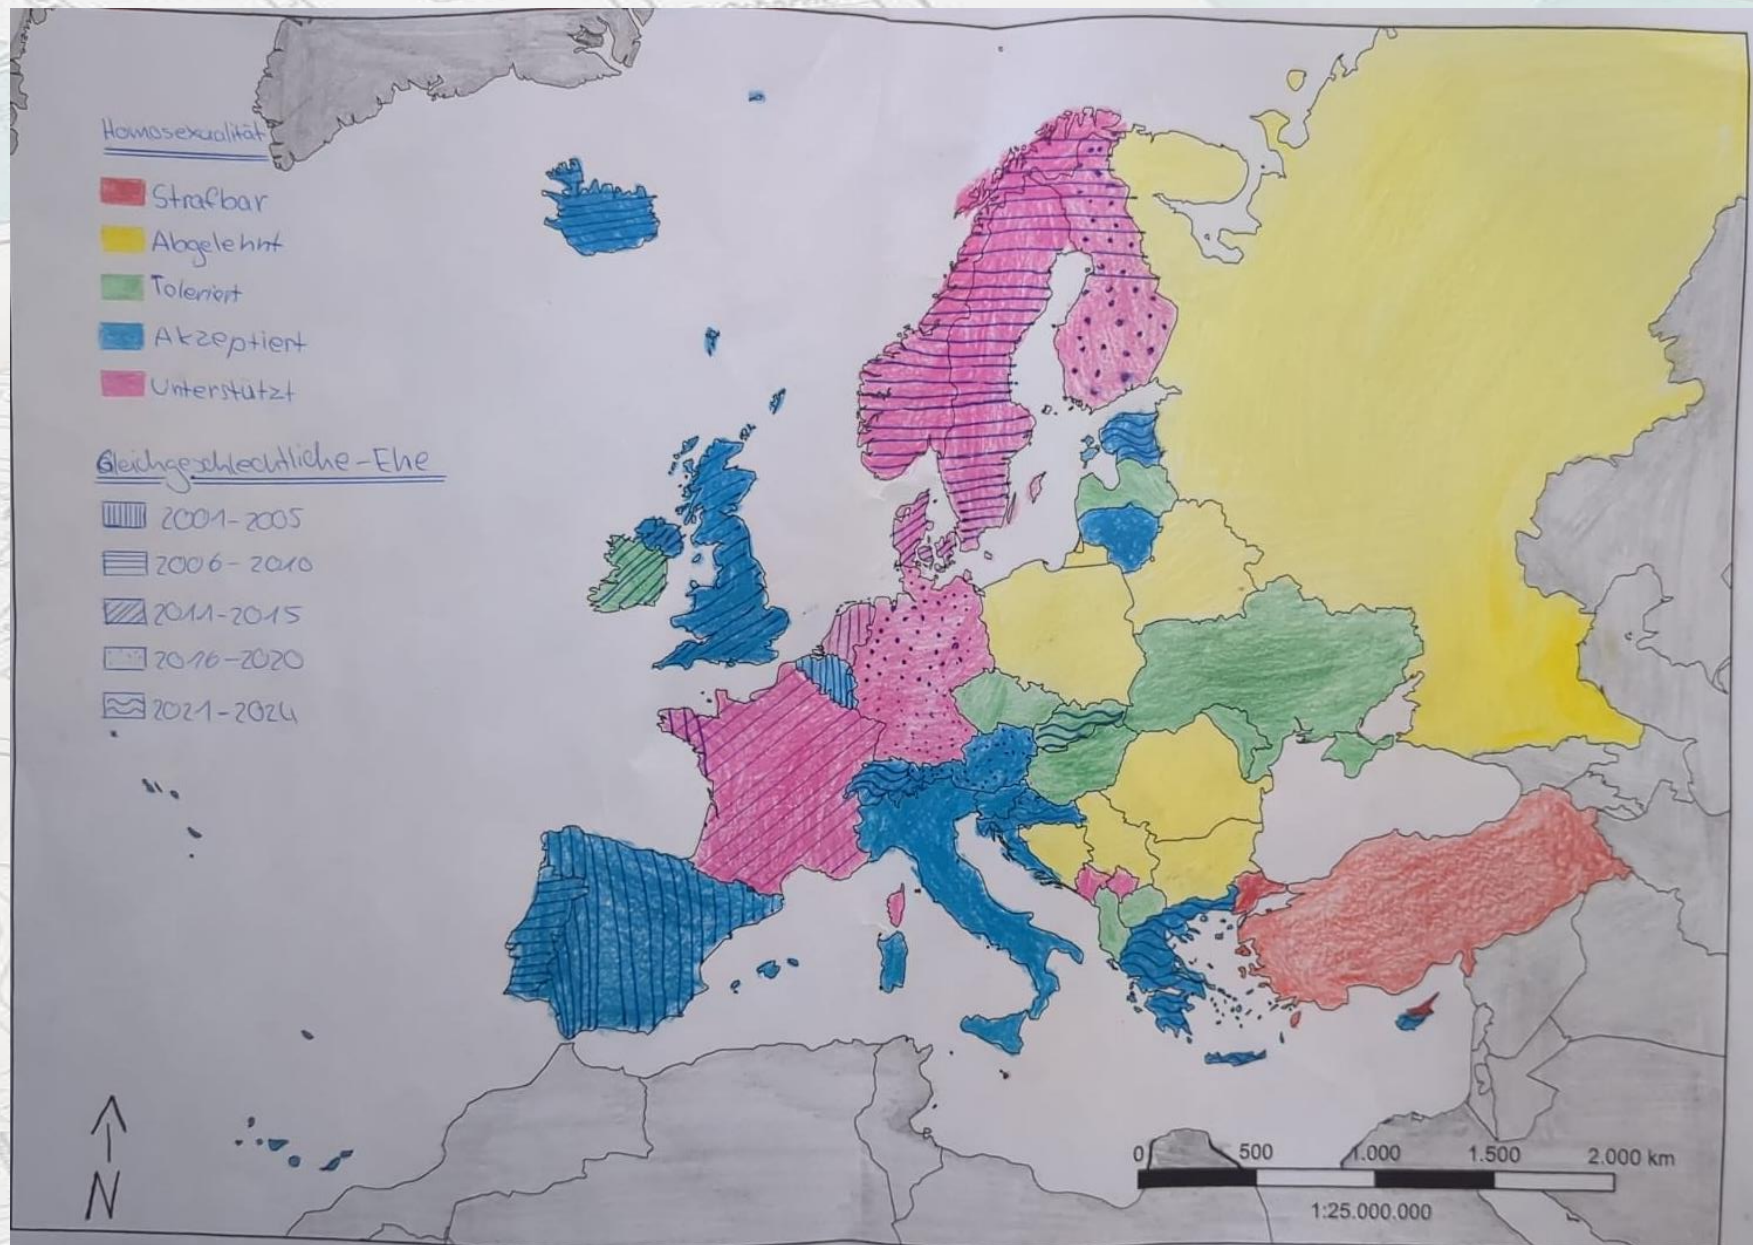 Homosexualität
Strafbar
Abgelehnt
Toleriert
Akzeptiert
Unterstützt
Gleichgeschlechtliche-Ehe
2001-2005
2006-2010
2011-2015
2016-2020
2021-2024
N
0 500 1.000 1.500 2.000 km
1:25.000.000